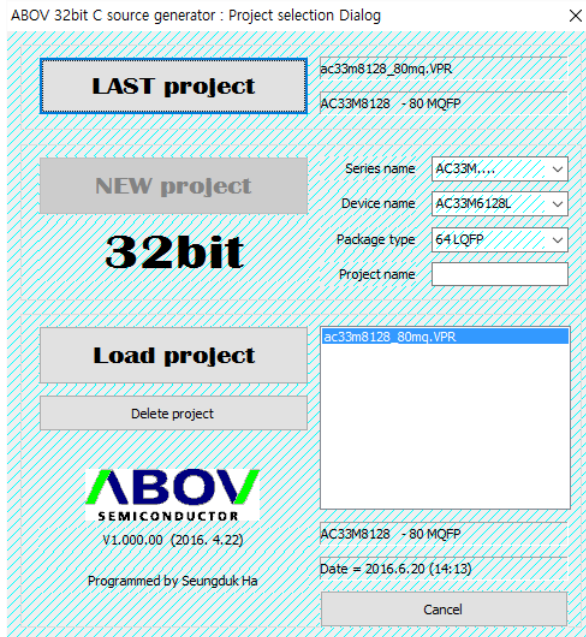 ABOV 32bit C source generator : Project selection Dialog
LAST project
ac33m8128_80mq.VPR
AC33M8128 - 80 MQFP
NEW project
32bit
Series name AC33M....
Device name AC33M6128L
Package type 64 LQFP
Project name
Load project
Delete project
ac33m8128_80mq.VPR
ABOV
SEMICONDUCTOR
V1.000.00 (2016. 4.22)
Programmed by Seungduk Ha
AC33M8128 - 80 MQFP
Date = 2016.6.20 (14:13)
Cancel